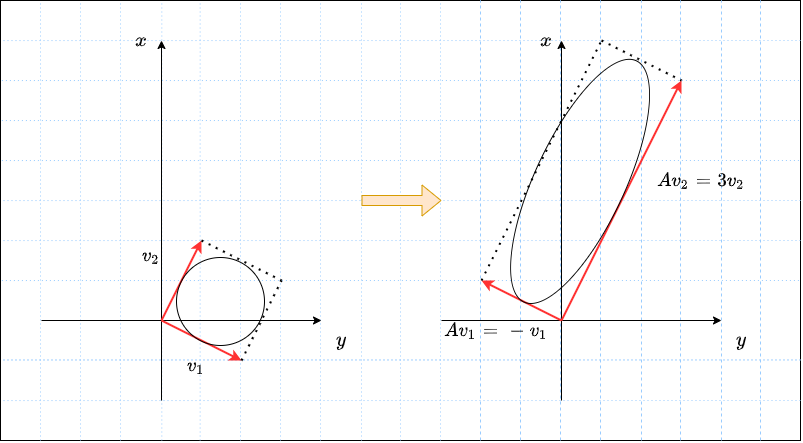 x
v₂
v₁
y
x
Av₂ = 3v₂
Av₁ = − v₁
y